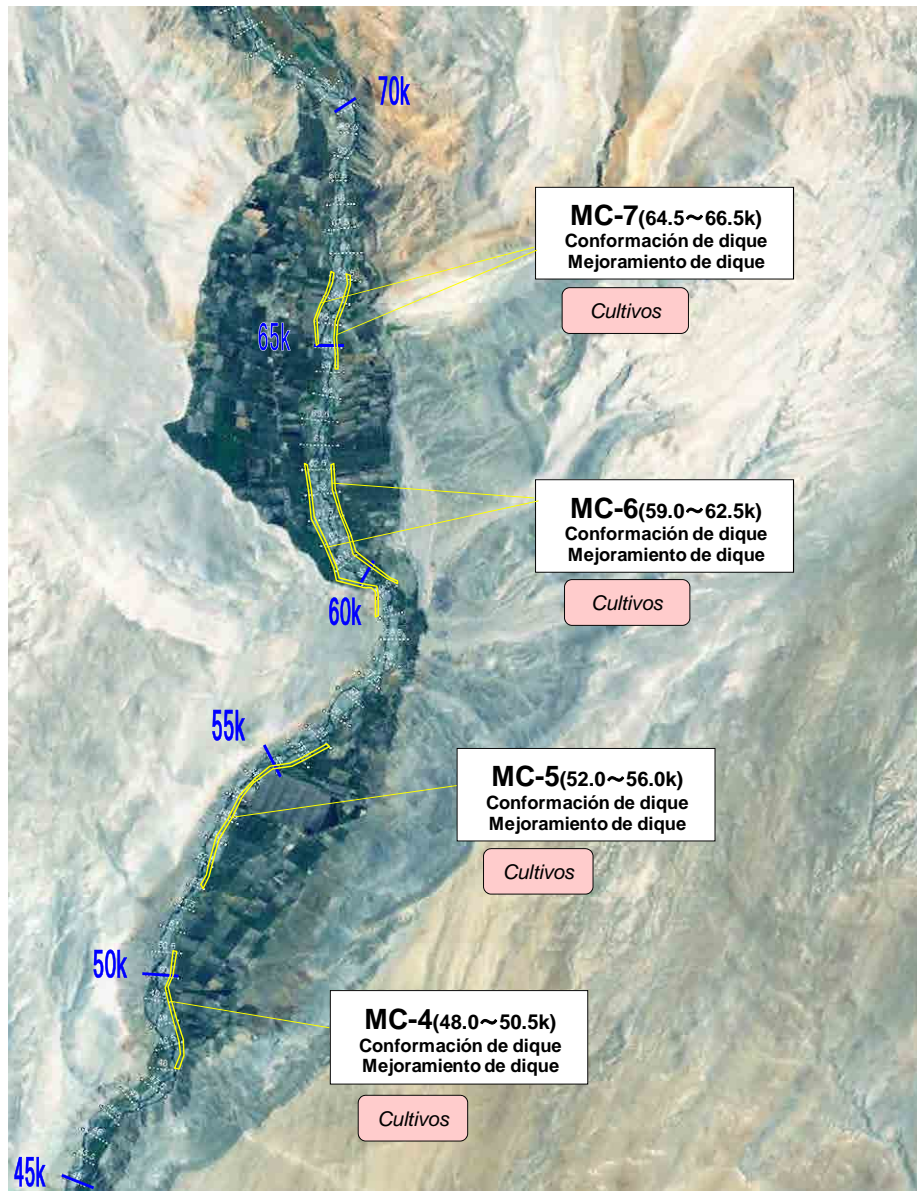 70k
MC-7(64.5～66.5k)
Conformación de dique
Mejoramiento de dique
Cultivos
65k
MC-6(59.0～62.5k)
Conformación de dique
Mejoramiento de dique
Cultivos
60k
55k
MC-5(52.0～56.0k)
Conformación de dique
Mejoramiento de dique
Cultivos
50k
MC-4(48.0～50.5k)
Conformación de dique
Mejoramiento de dique
Cultivos
45k